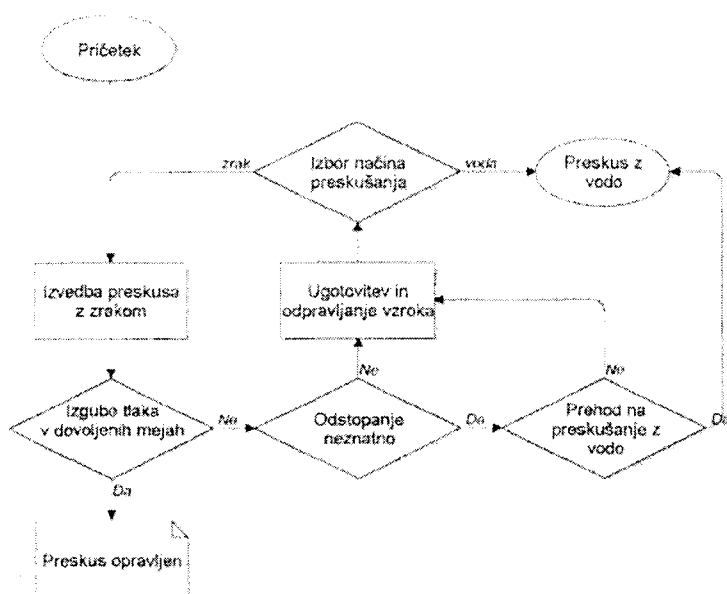 Pričetek
zrak
Izbor načina
preskušanja
voda
Preskus z
vodo
Izvedba preskusa
z zrakom
Ugotovitev in
odpravljanje vzroka
Ne
Ne
Izgube tlaka
v dovoljenih mejah
Ne
Odstopanje
neznatno
Da
Prehod na
preskušanje z
vodo
Da
Da
Preskus opravljen